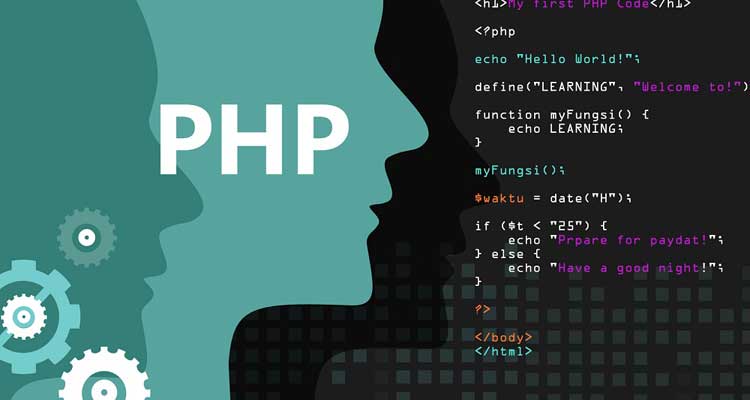 PHP
<h1>My first PHP Code</h1>
<?php
echo "Hello World!";
define("LEARNING", "Welcome to!")
function myFungsi() {
echo LEARNING;
}
myFungsi();
$waktu = date("H");
if ($t < "25") {
echo "Prpare for paydat!";
} else {
echo "Have a good night!";
}
?>
</body>
</html>